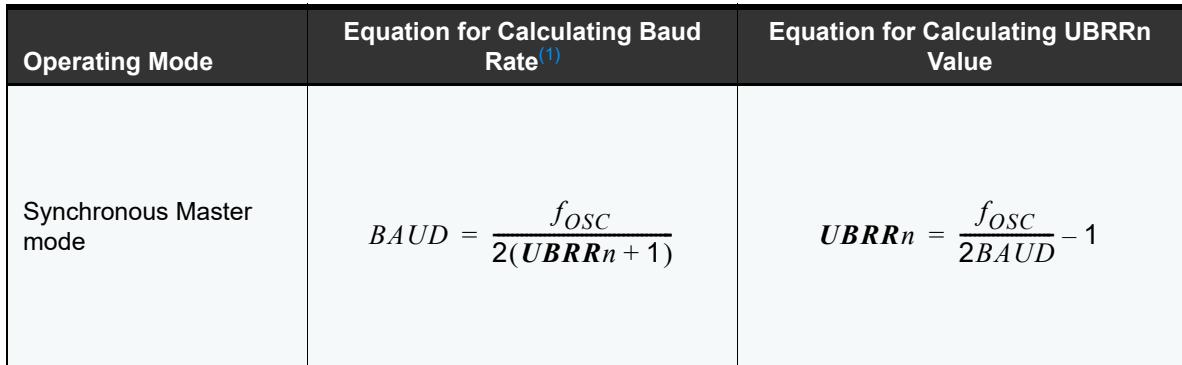 Operating Mode
Equation for Calculating Baud
Rate(1)
Equation for Calculating UBRRn
Value
Synchronous Master
mode
BAUD = fOSC / 2(UBRRn + 1)
UBRRn = fOSC / 2BAUD – 1